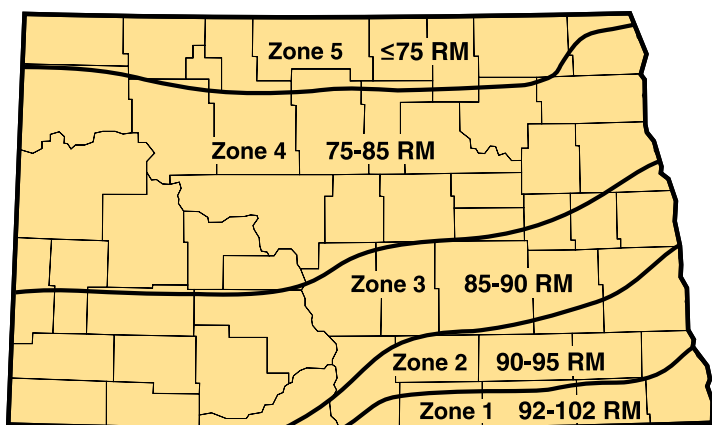 Zone 5 ≤75 RM
Zone 4 75-85 RM
Zone 3 85-90 RM
Zone 2 90-95 RM
Zone 1 92-102 RM